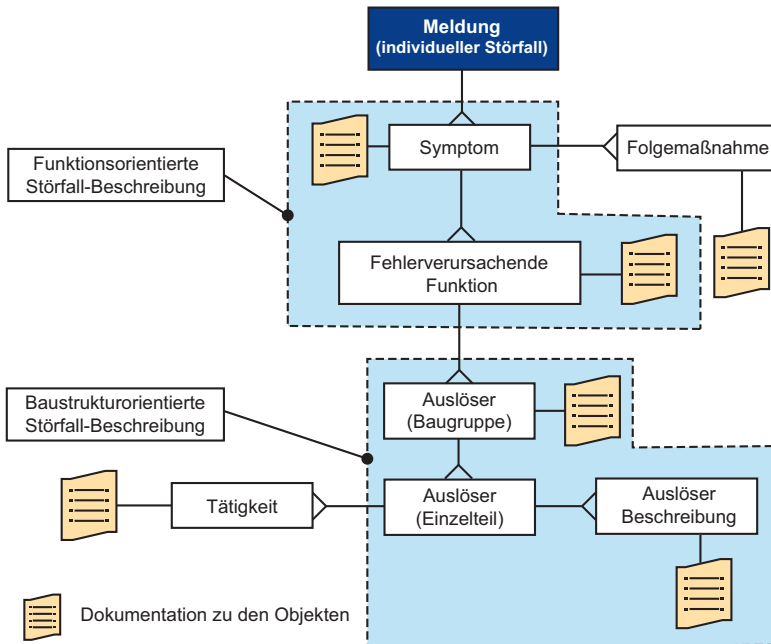 Meldung
(individueller Störfall)
Symptom
Folgemaßnahme
Funktionsorientierte
Störfall-Beschreibung
Fehlerverursachende
Funktion
Baustrukturorientierte
Störfall-Beschreibung
Auslöser
(Baugruppe)
Tätigkeit
Auslöser
(Einzelteil)
Auslöser
Beschreibung
Dokumentation zu den Objekten